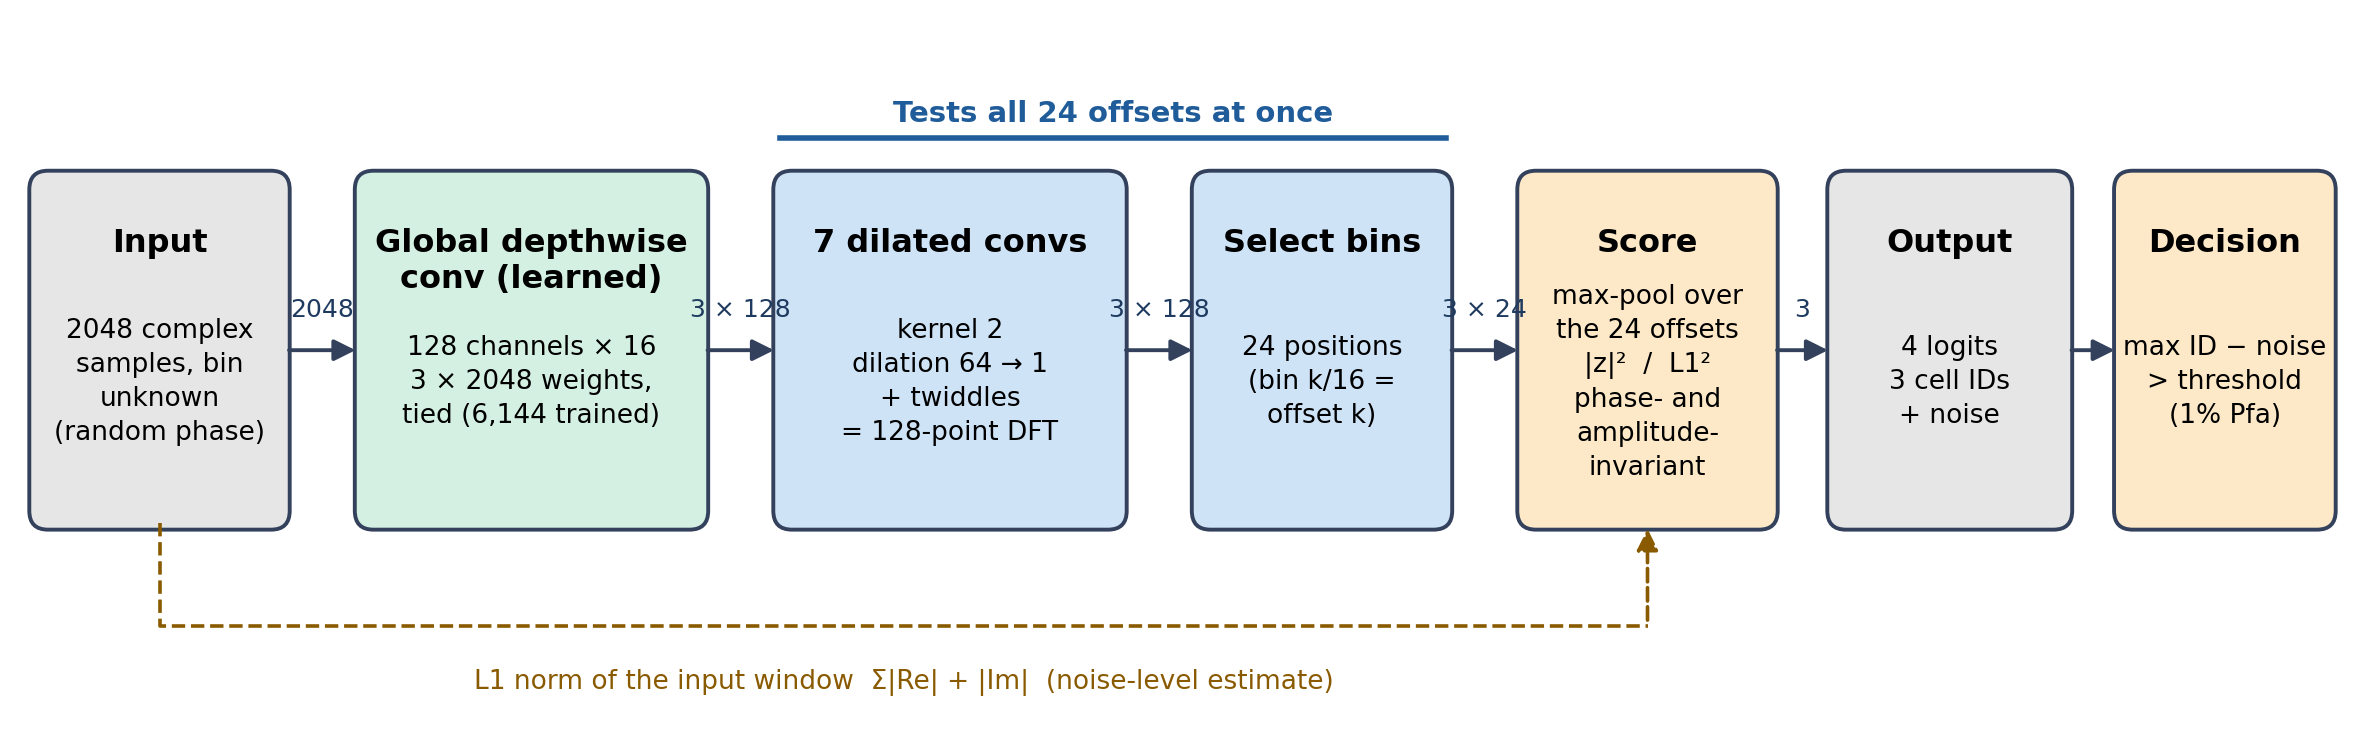 Tests all 24 offsets at once
Input
2048 complex
samples, bin
unknown
(random phase)
2048
Global depthwise
conv (learned)
128 channels × 16
3 × 2048 weights,
tied (6,144 trained)
3 × 128
7 dilated convs
kernel 2
dilation 64 → 1
+ twiddles
= 128-point DFT
3 × 128
Select bins
24 positions
(bin k/16 =
offset k)
3 × 24
Score
max-pool over
the 24 offsets
|z|² / L1²
phase- and
amplitude-
invariant
3
Output
4 logits
3 cell IDs
+ noise
Decision
max ID − noise
> threshold
(1% Pfa)
L1 norm of the input window Σ|Re| + |Im| (noise-level estimate)